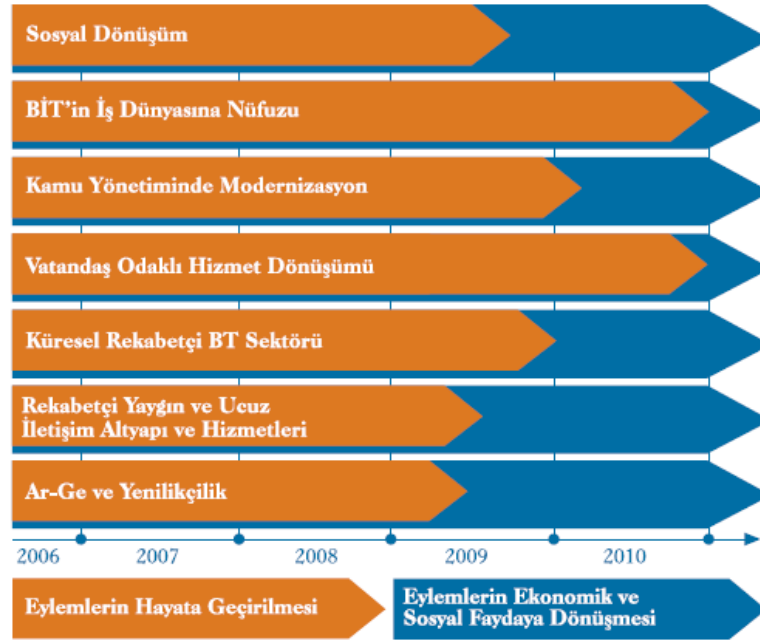 Sosyal Dönüşüm
BİT'in İş Dünyasına Nüfuzu
Kamu Yönetiminde Modernizasyon
Vatandaş Odaklı Hizmet Dönüşümü
Küresel Rekabetçi BT Sektörü
Rekabetçi Yaygın ve Ucuz
İletişim Altyapı ve Hizmetleri
Ar-Ge ve Yenilikçilik
2006 2007 2008 2009 2010
Eylemlerin Hayata Geçirilmesi
Eylemlerin Ekonomik ve
Sosyal Faydaya Dönüşmesi